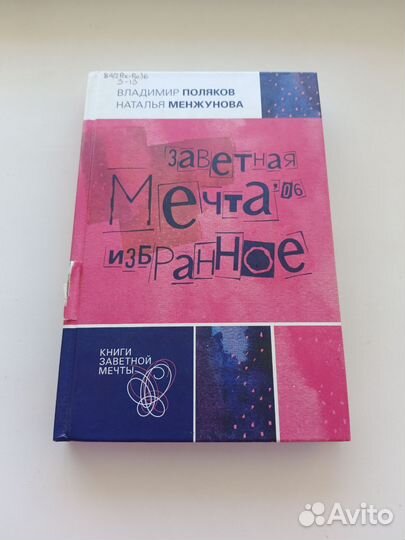 ВЛАДИМИР ПОЛЯКОВ
НАТАЛЬЯ МЕНЖУНОВА
заветная
Мечта'06
избранное
КНИГИ
ЗАВЕТНОЙ
МЕЧТЫ
Avito